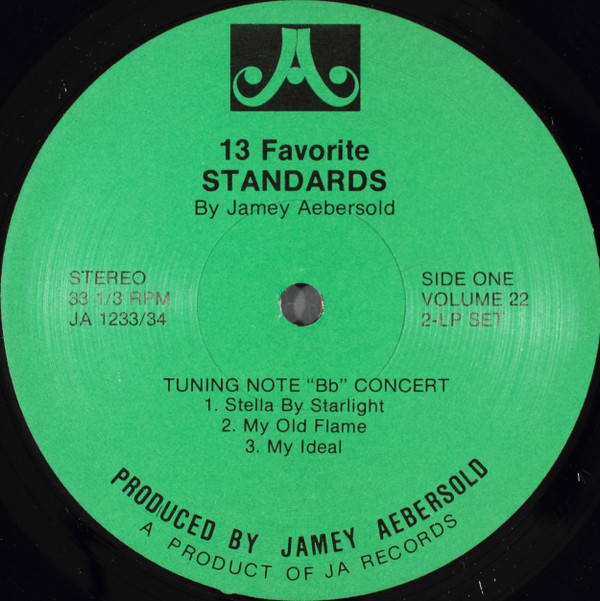 13 Favorite
STANDARDS
By Jamey Aebersold
STEREO
33 1/3 RPM
JA 1233/34
SIDE ONE
VOLUME 22
2-LP SET
TUNING NOTE "Bb" CONCERT
1. Stella By Starlight
2. My Old Flame
3. My Ideal
PRODUCED BY JAMEY AEBERSOLD
A PRODUCT OF JA RECORDS